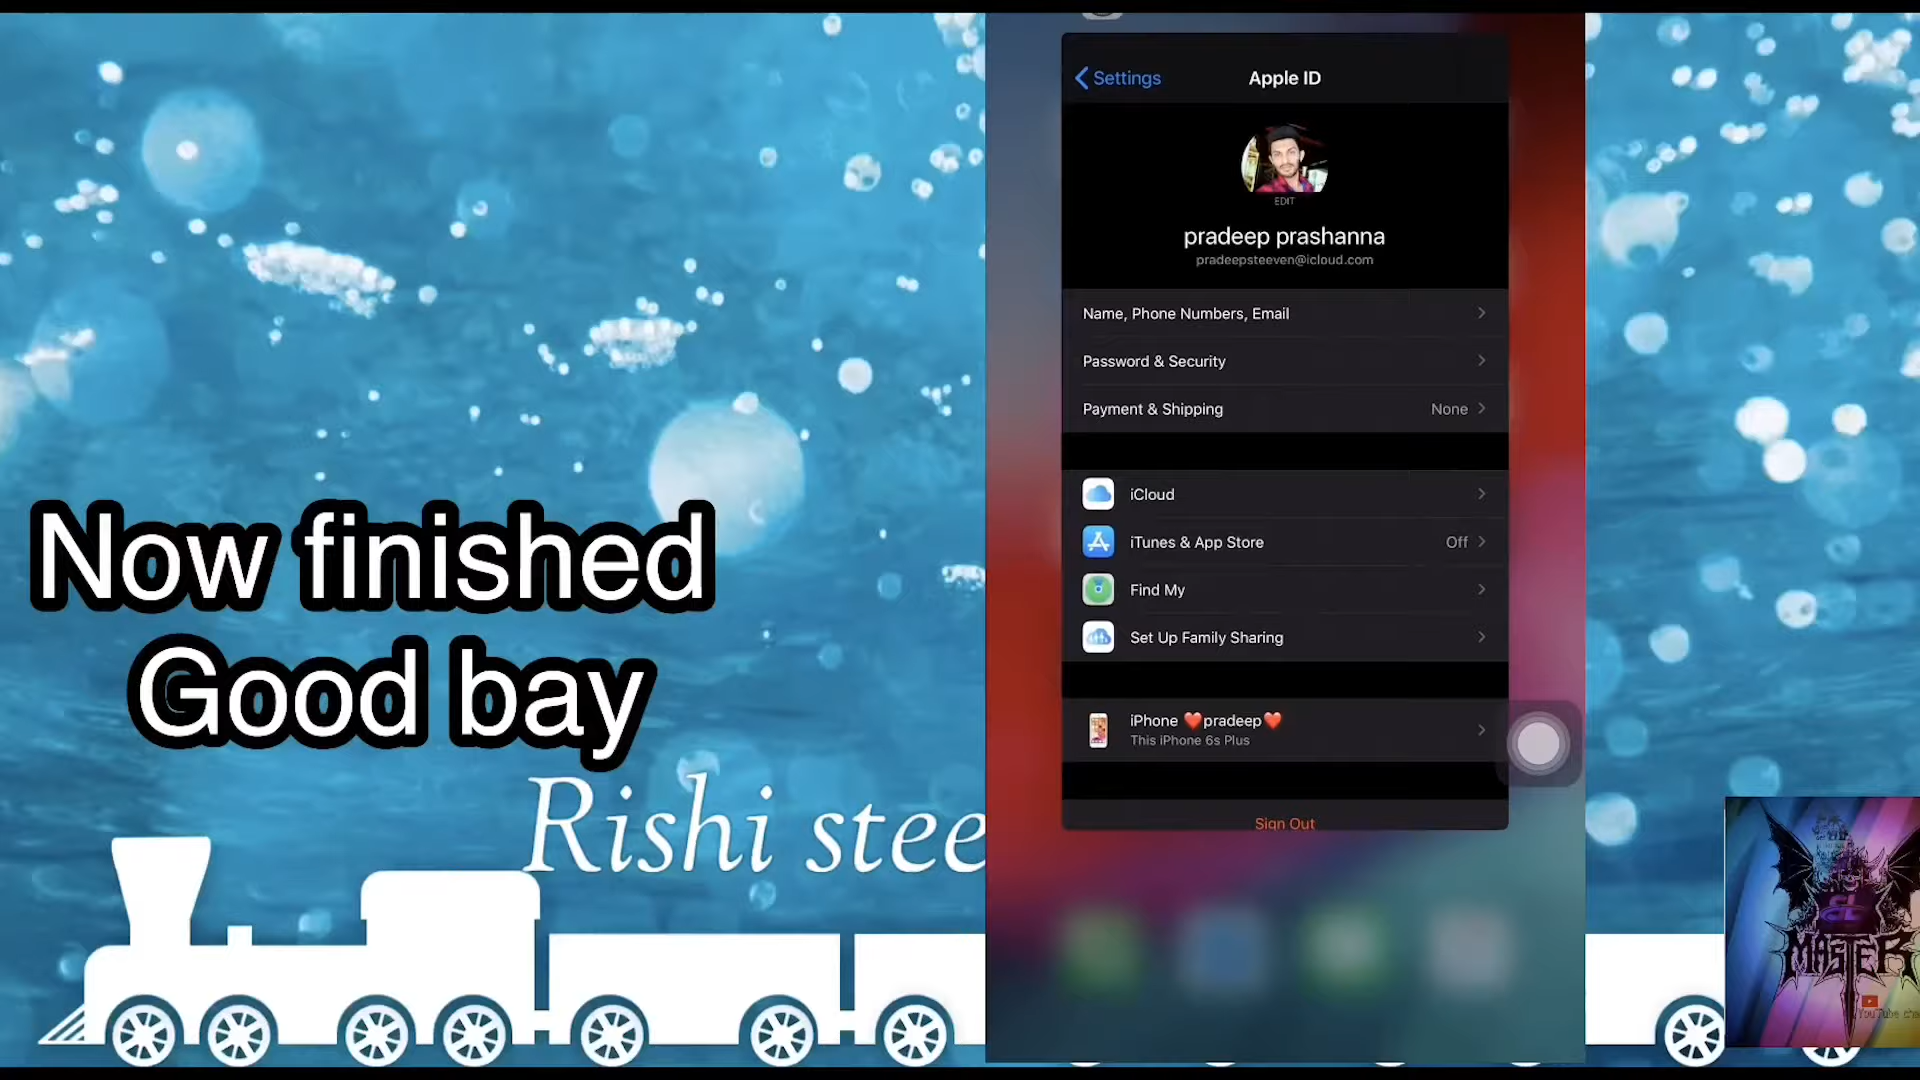 Now finished
Good bay
Rishi stee
Settings
Apple ID
EDIT
pradeep prashanna
pradeepsteeven@icloud.com
Name, Phone Numbers, Email
Password & Security
Payment & Shipping None
iCloud
iTunes & App Store Off
Find My
Set Up Family Sharing
iPhone ❤️pradeep❤️
This iPhone 6s Plus
Sign Out
MASTER
YouTube cha